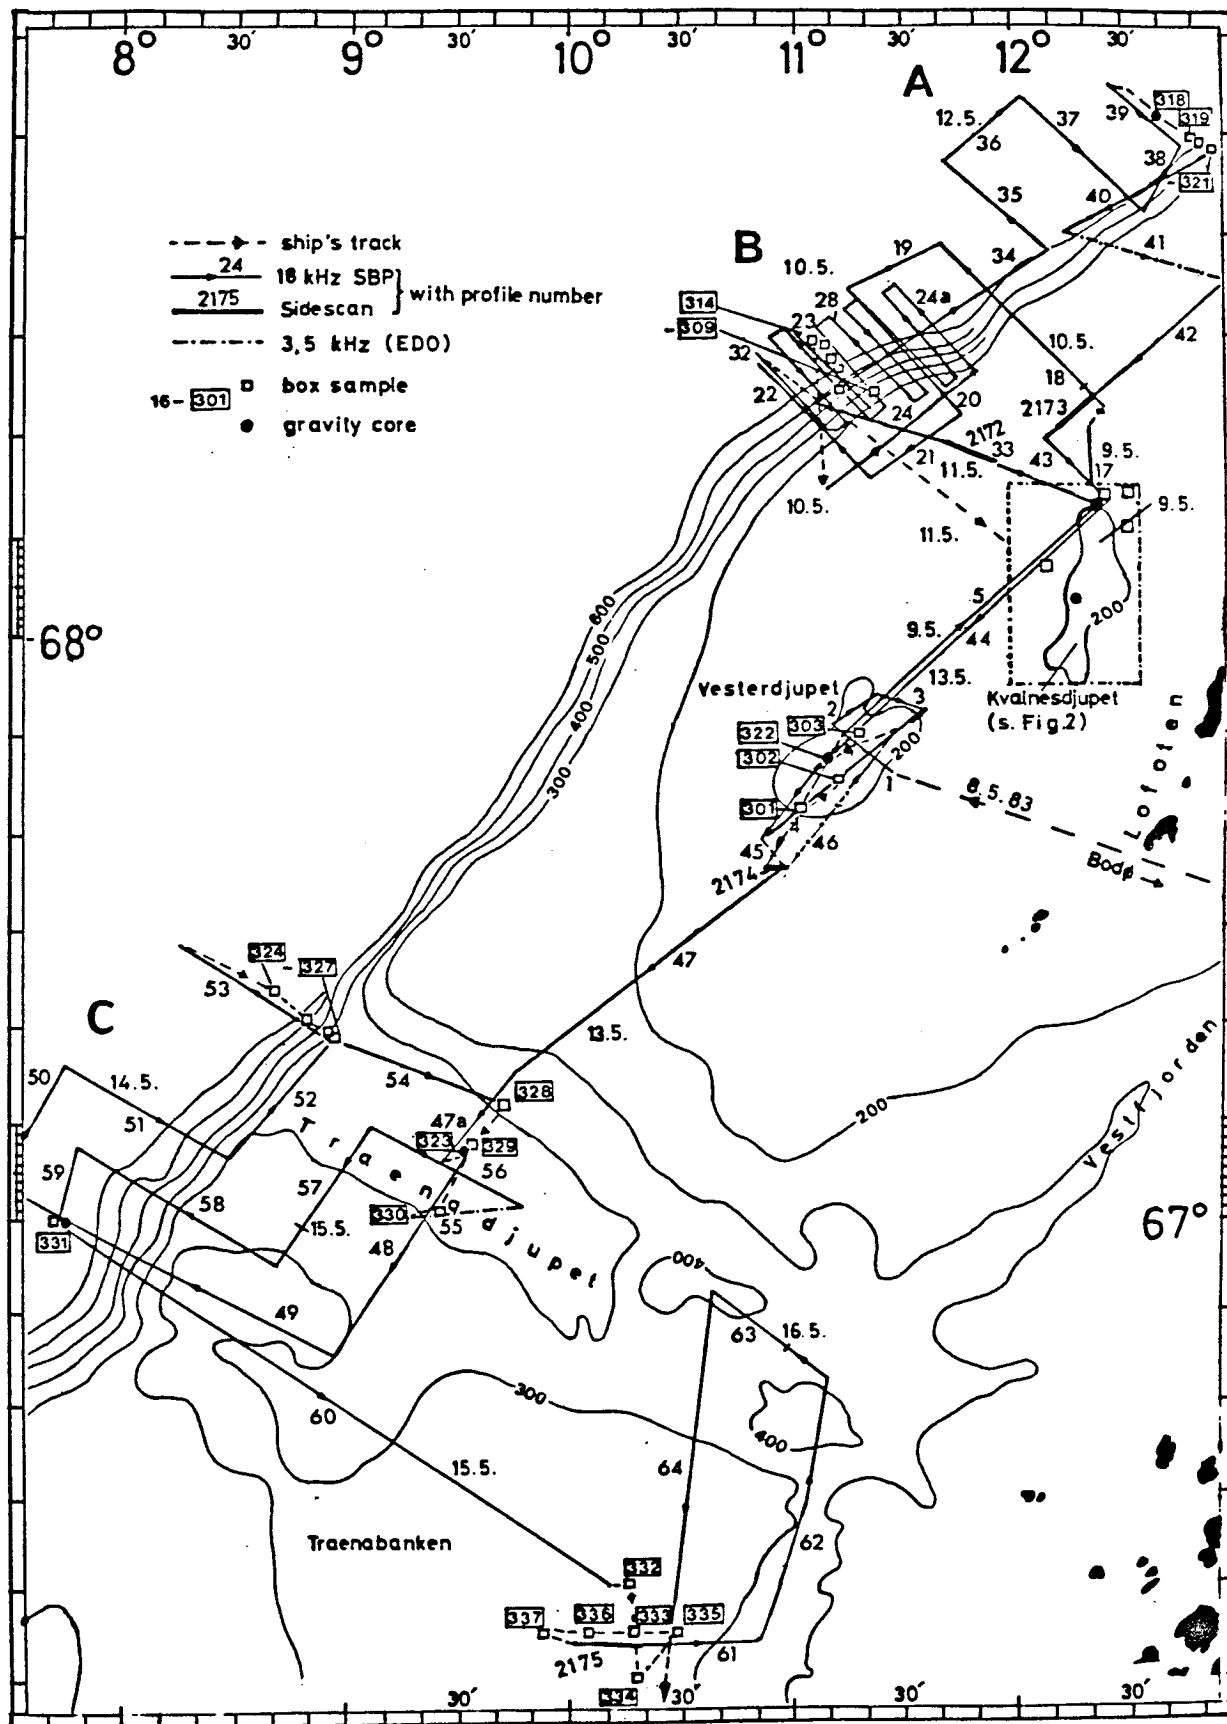 8° 30' 9° 30' 10° 30' 11° 30' 12° 30'
A
12.5. 37 39 318
319
36
38
321
35 40
41
34
B 19
10.5.
ship's track
24
18 kHz SBP
2175 with profile number
Sidescan
3,5 kHz (EDO)
box sample
16-301
gravity core
314 23 28 24a
-309
32
22
10.5. 42
18
20
24 2173
2172
33
21 11.5. 43 9.5.
17
10.5. 9.5.
11.5.
5
600 9.5. 44 200
68° 500
13.5.
Vesterdjupet Kvalnesdjupet
(s. Fig.2)
400 2 3
303
322 200
302
300 1 8.5.83
301 Lofoten
4
45 46 Bodø
2174
324
327 47
53
C
13.5.
50 14.5. 54
328 200
51 52
47a Vestfjorden
323 329
59 Traenadjupet
56
58 57
330 55
331 15.5. 48 67°
400
49 63 16.5.
60 300
400
15.5. 64
62
Traenabanken
332
337 336 333 335
2175 61
334
30' 30' 30' 30'